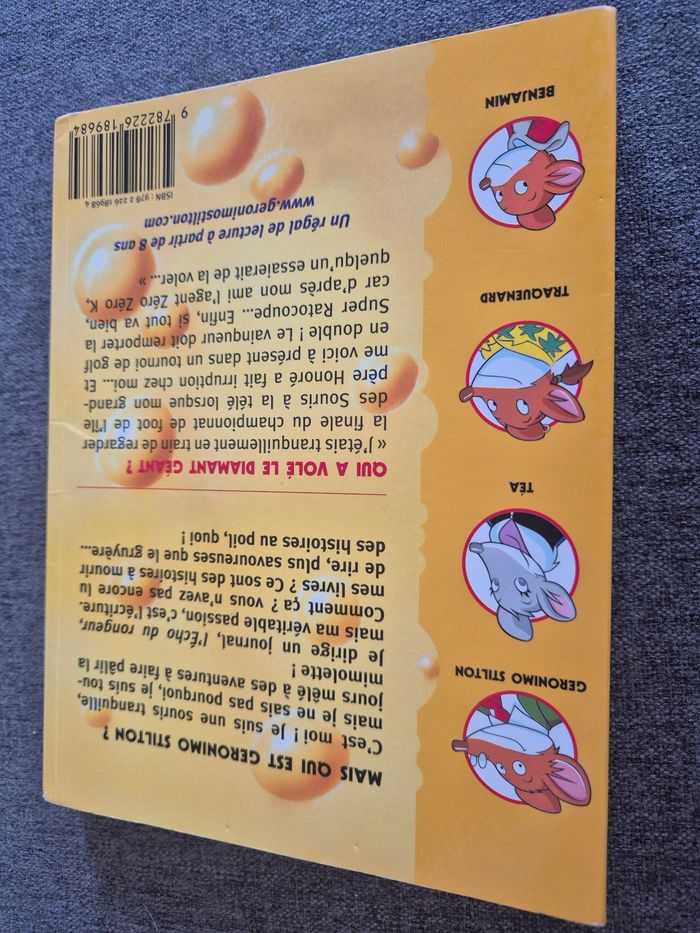 GERONIMO STILTON
TÉA
TRAQUENARD
BENJAMIN
MAIS QUI EST GERONIMO STILTON ?
C'est moi ! Je suis une souris tranquille,
mais je ne sais pas pourquoi, je suis tou-
jours mêlé à des aventures à faire pâlir la
mimolette !
Je dirige un journal, l'Écho du rongeur,
mais ma véritable passion, c'est l'écriture.
Comment ça ? vous n'avez pas encore lu
mes livres ? Ce sont des histoires à mourir
de rire, plus savoureuses que le gruyère...
des histoires au poil, quoi !
QUI A VOLÉ LE DIAMANT GÉANT ?
« J'étais tranquillement en train de regarder
la finale du championnat de foot de l'île
des Souris à la télé lorsque mon grand-
père Honoré a fait irruption chez moi... Et
me voici à présent dans un tournoi de golf
en double ! Le vainqueur doit remporter la
Super Ratocoupe... Enfin, si tout va bien,
car d'après mon ami l'agent Zéro Zéro K,
quelqu'un essaierait de la voler... »
Un régal de lecture à partir de 8 ans
www.geronimostilton.com
ISBN : 978 2 226 18968 4
9 782226 189684